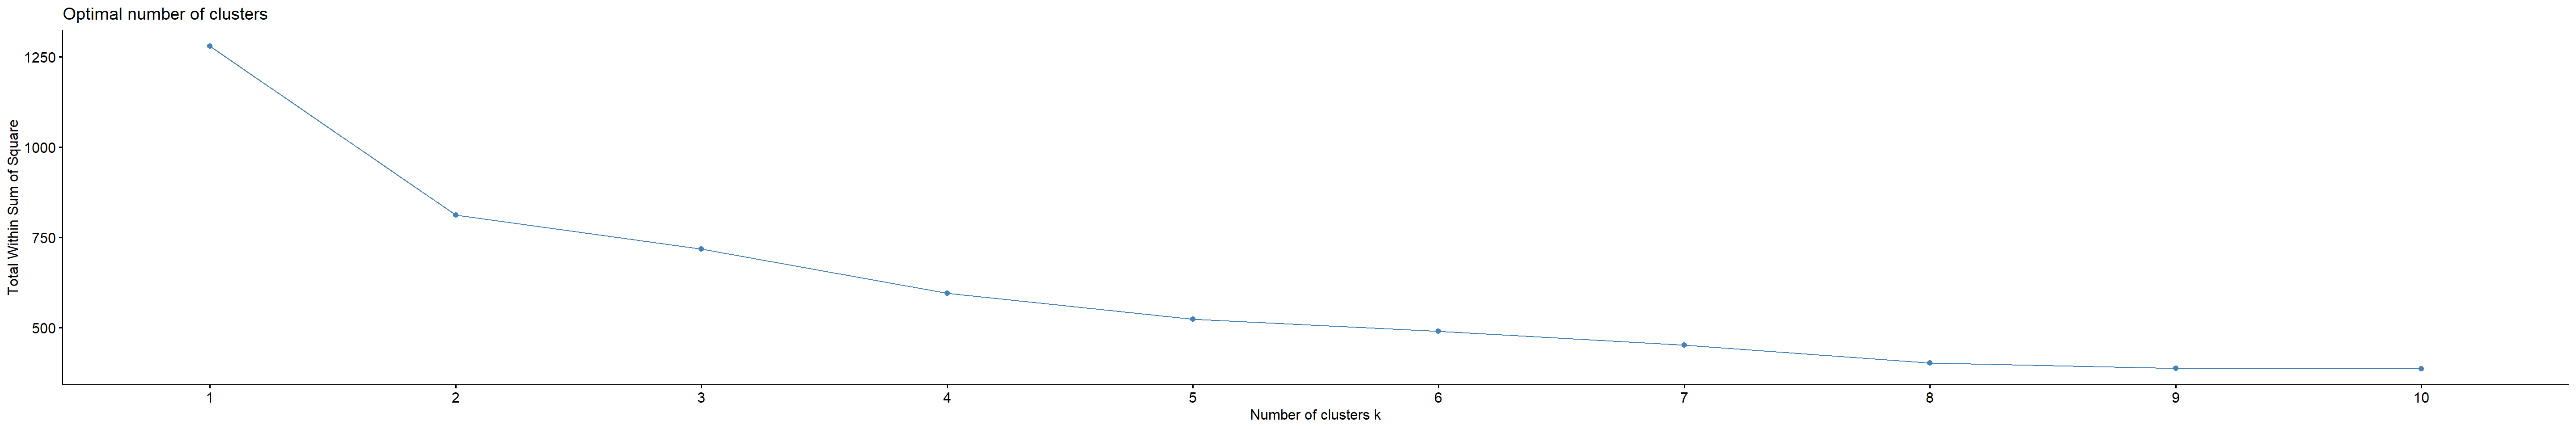 Optimal number of clusters
Total Within Sum of Square
1250
1000
750
500
1 2 3 4 5 6 7 8 9 10
Number of clusters k